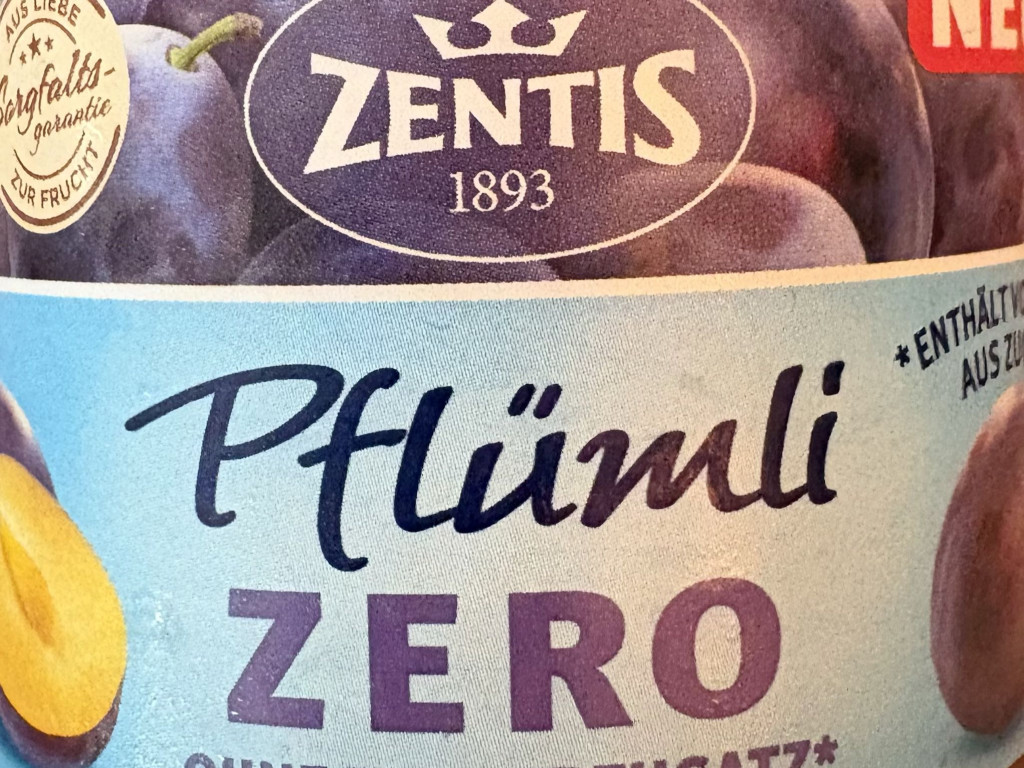 AUS LIEBE
Sorgfalts-
garantie
ZUR FRUCHT
ZENTIS
1893
*ENTHÄLT
AUS
Pflümli
ZERO